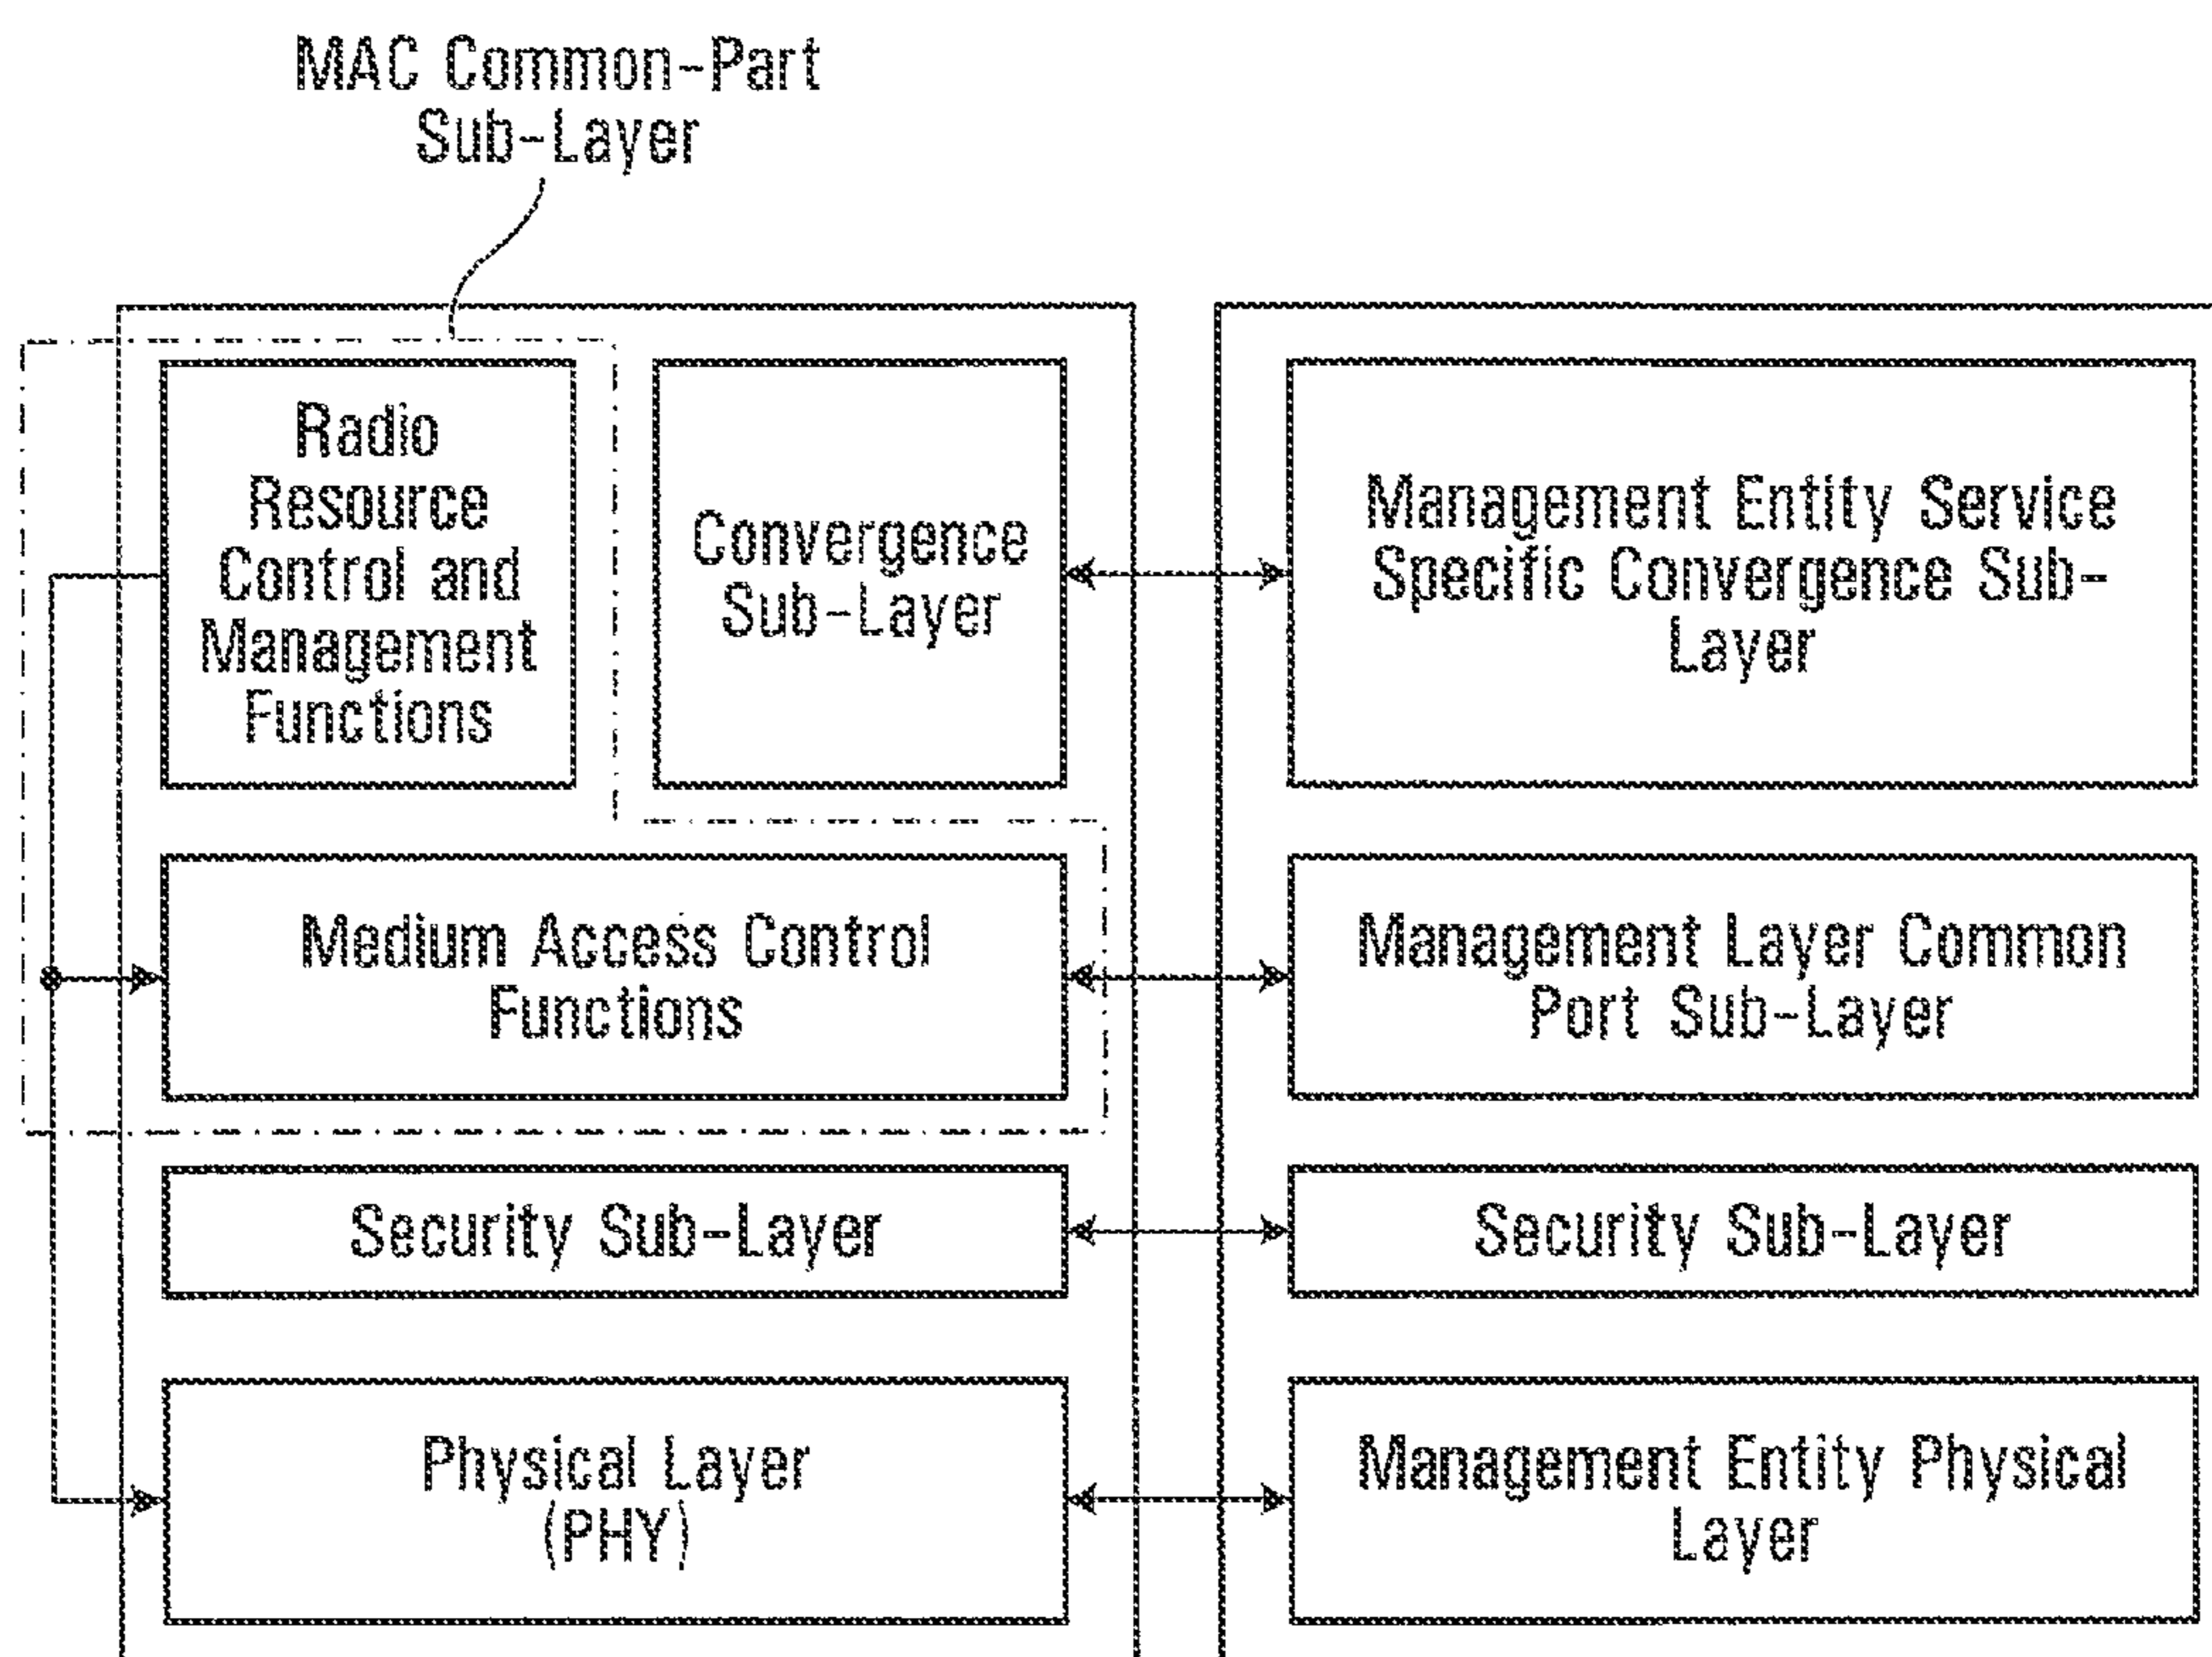 MAC Common-Part
Sub-Layer
Radio
Resource
Control and
Management
Functions
Convergence
Sub-Layer
Management Entity Service
Specific Convergence Sub-
Layer
Medium Access Control
Functions
Management Layer Common
Port Sub-Layer
Security Sub-Layer
Security Sub-Layer
Physical Layer
(PHY)
Management Entity Physical
Layer